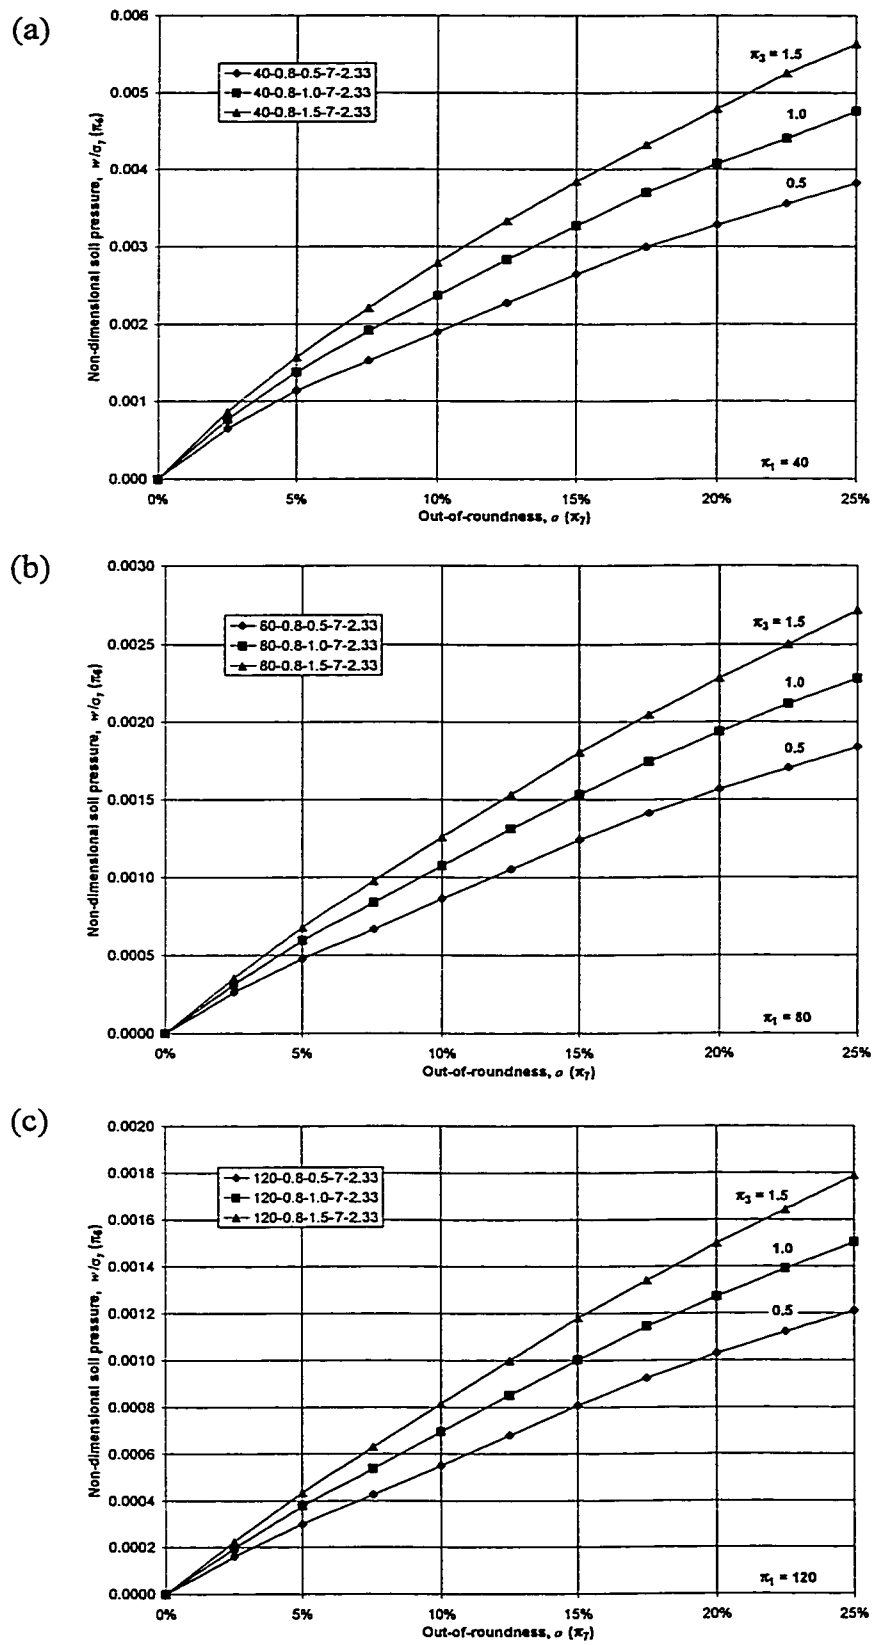 (a)
0.006
0.005
0.004
0.003
0.002
0.001
0.000
Non-dimensional soil pressure, w/σy (π6)
40-0.8-0.5-7-2.33
40-0.8-1.0-7-2.33
40-0.8-1.5-7-2.33
π3 = 1.5
1.0
0.5
π1 = 40
0% 5% 10% 15% 20% 25%
Out-of-roundness, o (π7)
(b)
0.0030
0.0025
0.0020
0.0015
0.0010
0.0005
0.0000
Non-dimensional soil pressure, w/σy (π6)
80-0.8-0.5-7-2.33
80-0.8-1.0-7-2.33
80-0.8-1.5-7-2.33
π3 = 1.5
1.0
0.5
π1 = 80
0% 5% 10% 15% 20% 25%
Out-of-roundness, o (π7)
(c)
0.0020
0.0018
0.0016
0.0014
0.0012
0.0010
0.0008
0.0006
0.0004
0.0002
0.0000
Non-dimensional soil pressure, w/σy (π6)
120-0.8-0.5-7-2.33
120-0.8-1.0-7-2.33
120-0.8-1.5-7-2.33
π3 = 1.5
1.0
0.5
π1 = 120
0% 5% 10% 15% 20% 25%
Out-of-roundness, o (π7)